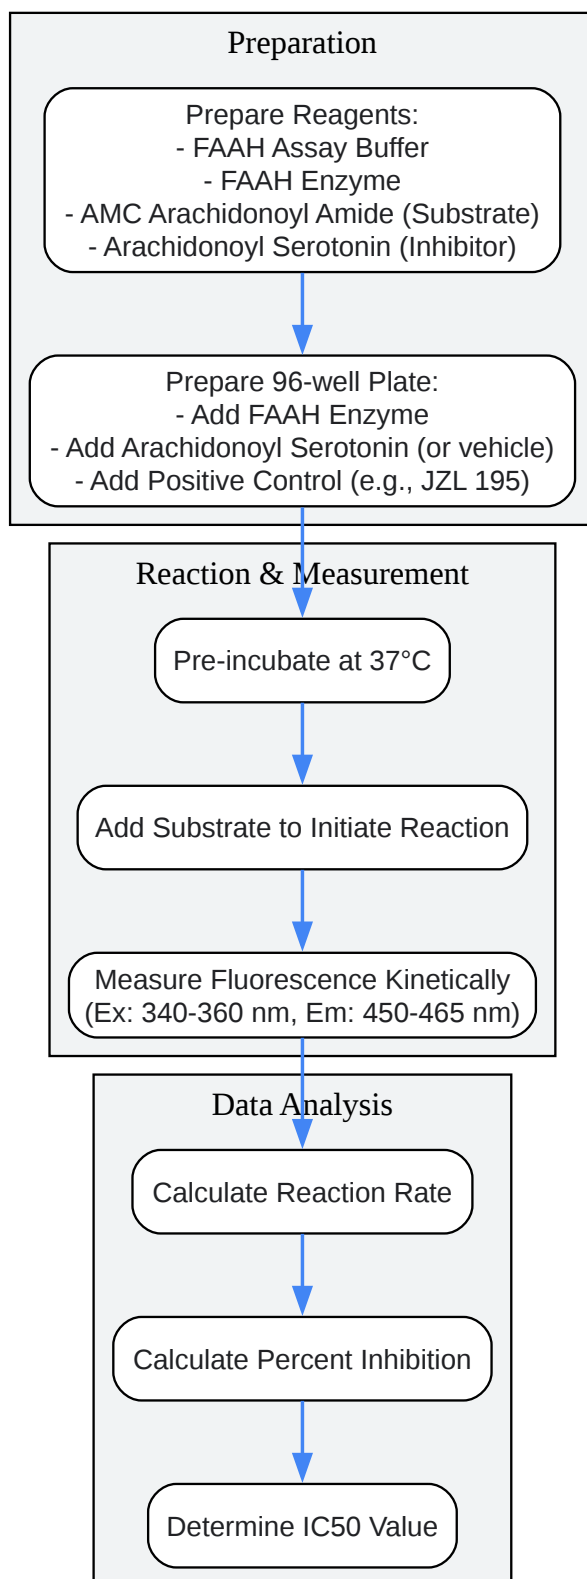 Preparation
Prepare Reagents:
- FAAH Assay Buffer
- FAAH Enzyme
- AMC Arachidonoyl Amide (Substrate)
- Arachidonoyl Serotonin (Inhibitor)
Prepare 96-well Plate:
- Add FAAH Enzyme
- Add Arachidonoyl Serotonin (or vehicle)
- Add Positive Control (e.g., JZL 195)
Reaction & Measurement
Pre-incubate at 37°C
Add Substrate to Initiate Reaction
Measure Fluorescence Kinetically
(Ex: 340-360 nm, Em: 450-465 nm)
Data Analysis
Calculate Reaction Rate
Calculate Percent Inhibition
Determine IC50 Value